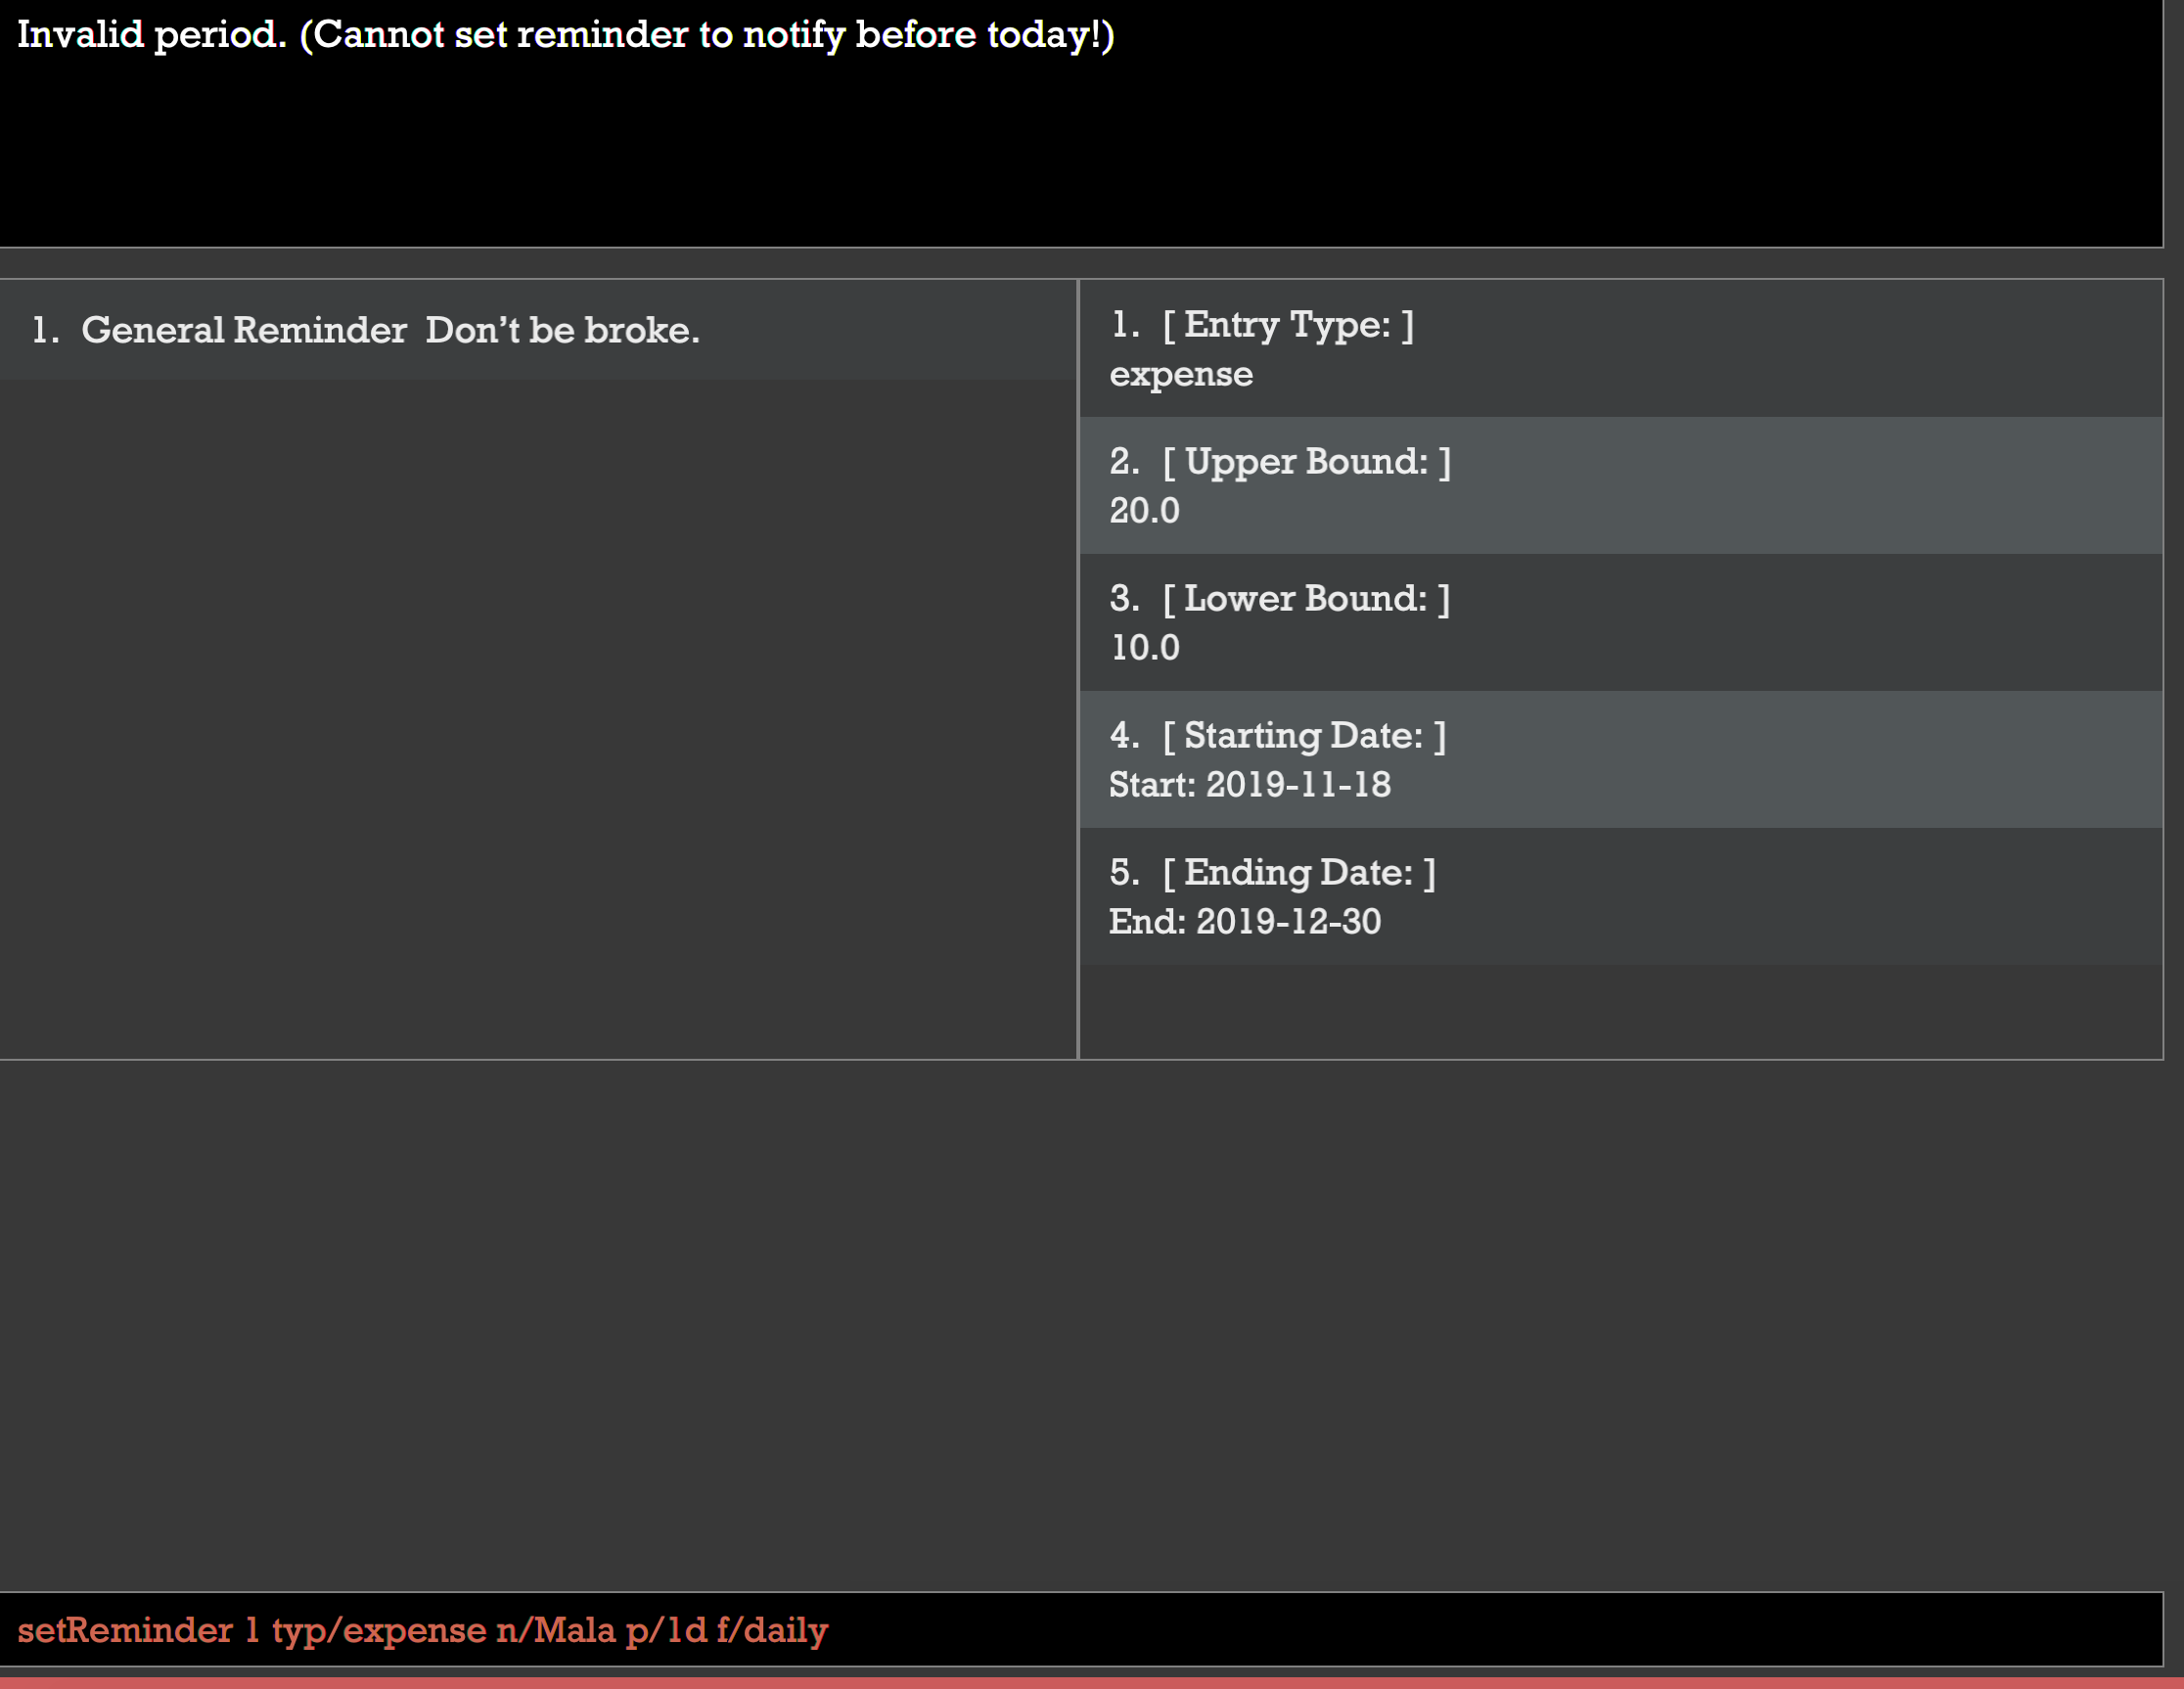 Invalid period. (Cannot set reminder to notify before today!)
1. General Reminder Don’t be broke.
1. [ Entry Type: ]
expense
2. [ Upper Bound: ]
20.0
3. [ Lower Bound: ]
10.0
4. [ Starting Date: ]
Start: 2019-11-18
5. [ Ending Date: ]
End: 2019-12-30
setReminder 1 typ/expense n/Mala p/1d f/daily